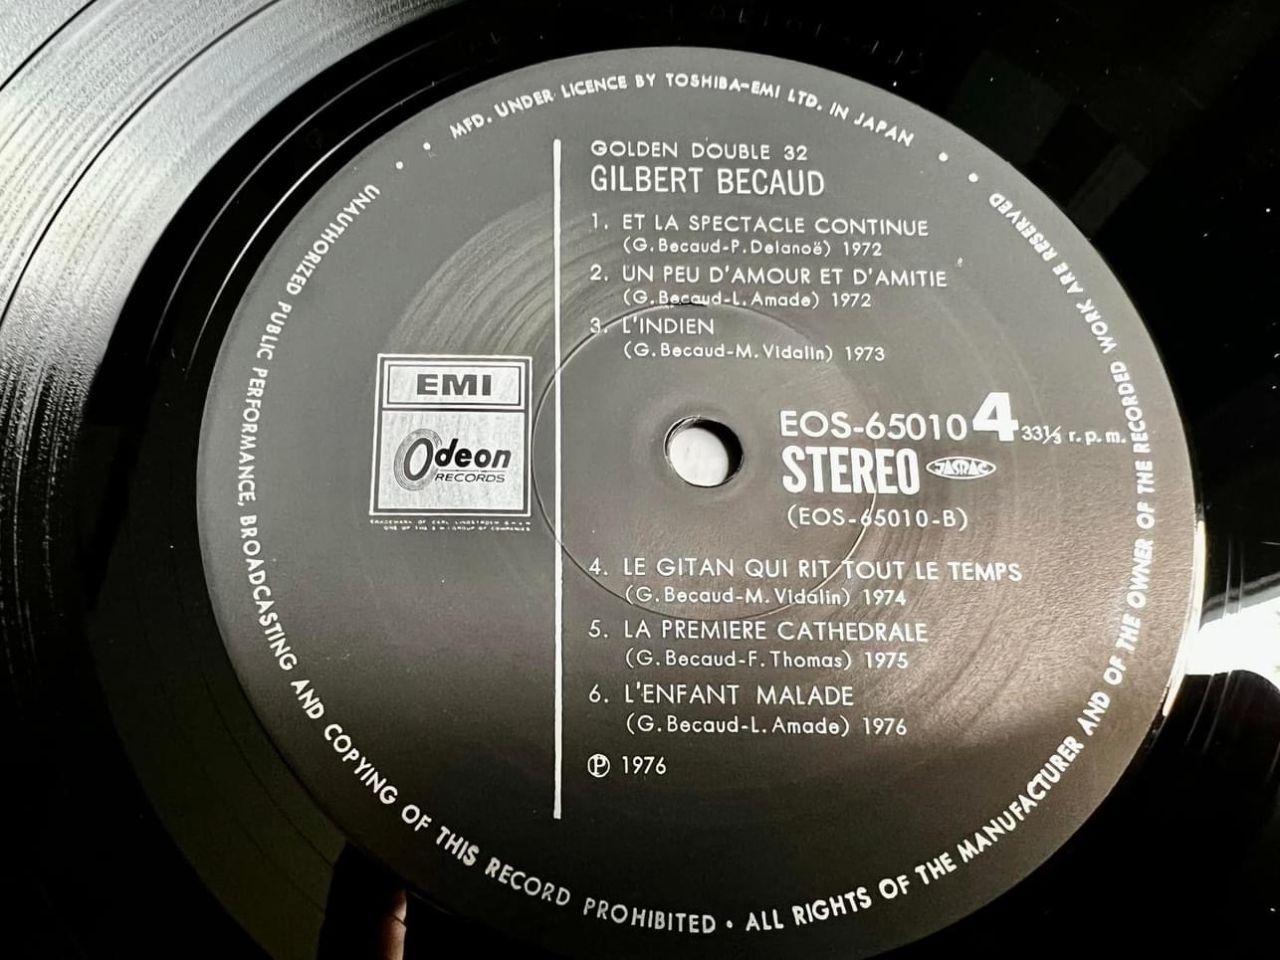 MFD. UNDER LICENCE BY TOSHIBA-EMI LTD. IN JAPAN
GOLDEN DOUBLE 32
GILBERT BECAUD
1. ET LA SPECTACLE CONTINUE
(G.Becaud-P.Delanoë) 1972
2. UN PEU D'AMOUR ET D'AMITIE
(G.Becaud-L.Amade) 1972
3. L'INDIEN
(G.Becaud-M.Vidalin) 1973
EMI
Odeon
RECORDS
EOS-65010 4 33⅓ r.p.m.
STEREO JASRAC
(EOS-65010-B)
4. LE GITAN QUI RIT TOUT LE TEMPS
(G.Becaud-M.Vidalin) 1974
5. LA PREMIERE CATHEDRALE
(G.Becaud-F.Thomas) 1975
6. L'ENFANT MALADE
(G.Becaud-L.Amade) 1976
Ⓟ 1976
UNAUTHORIZED PUBLIC PERFORMANCE, BROADCASTING AND COPYING OF THIS RECORD PROHIBITED • ALL RIGHTS OF THE MANUFACTURER AND OF THE OWNER OF THE RECORDED WORK ARE RESERVED